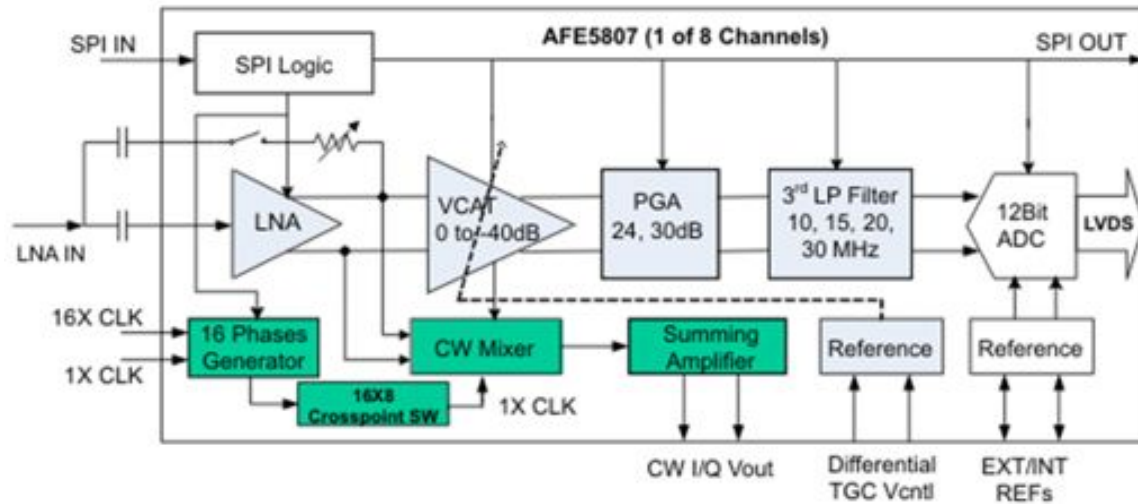 AFE5807 (1 of 8 Channels)
SPI IN
SPI OUT
SPI Logic
LNA IN
LNA
VCAT
0 to -40dB
PGA
24, 30dB
3rd LP Filter
10, 15, 20,
30 MHz
12Bit
ADC
LVDS
16X CLK
1X CLK
16 Phases
Generator
CW Mixer
Summing
Amplifier
Reference
Reference
16X8
Crosspoint SW
1X CLK
CW I/Q Vout
Differential
TGC Vcntl
EXT/INT
REFs